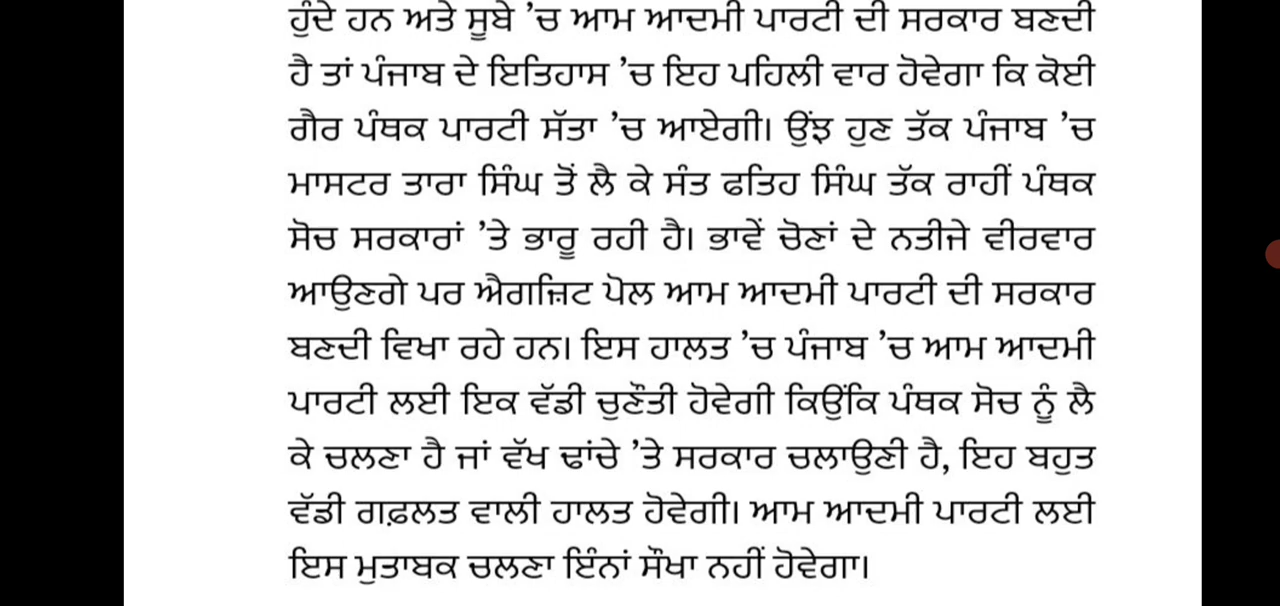 ਹੁੰਦੇ ਹਨ ਅਤੇ ਸੂਬੇ ’ਚ ਆਮ ਆਦਮੀ ਪਾਰਟੀ ਦੀ ਸਰਕਾਰ ਬਣਦੀ
ਹੈ ਤਾਂ ਪੰਜਾਬ ਦੇ ਇਤਿਹਾਸ ’ਚ ਇਹ ਪਹਿਲੀ ਵਾਰ ਹੋਵੇਗਾ ਕਿ ਕੋਈ
ਗੈਰ ਪੰਥਕ ਪਾਰਟੀ ਸੱਤਾ ’ਚ ਆਏਗੀ। ਉਂਝ ਹੁਣ ਤੱਕ ਪੰਜਾਬ ’ਚ
ਮਾਸਟਰ ਤਾਰਾ ਸਿੰਘ ਤੋਂ ਲੈ ਕੇ ਸੰਤ ਫਤਿਹ ਸਿੰਘ ਤੱਕ ਰਾਹੀਂ ਪੰਥਕ
ਸੋਚ ਸਰਕਾਰਾਂ ’ਤੇ ਭਾਰੂ ਰਹੀ ਹੈ। ਭਾਵੇਂ ਚੋਣਾਂ ਦੇ ਨਤੀਜੇ ਵੀਰਵਾਰ
ਆਉਣਗੇ ਪਰ ਐਗਜ਼ਿਟ ਪੋਲ ਆਮ ਆਦਮੀ ਪਾਰਟੀ ਦੀ ਸਰਕਾਰ
ਬਣਦੀ ਵਿਖਾ ਰਹੇ ਹਨ। ਇਸ ਹਾਲਤ ’ਚ ਪੰਜਾਬ ’ਚ ਆਮ ਆਦਮੀ
ਪਾਰਟੀ ਲਈ ਇਕ ਵੱਡੀ ਚੁਣੌਤੀ ਹੋਵੇਗੀ ਕਿਉਂਕਿ ਪੰਥਕ ਸੋਚ ਨੂੰ ਲੈ
ਕੇ ਚਲਣਾ ਹੈ ਜਾਂ ਵੱਖ ਢਾਂਚੇ ’ਤੇ ਸਰਕਾਰ ਚਲਾਉਣੀ ਹੈ, ਇਹ ਬਹੁਤ
ਵੱਡੀ ਗਫ਼ਲਤ ਵਾਲੀ ਹਾਲਤ ਹੋਵੇਗੀ। ਆਮ ਆਦਮੀ ਪਾਰਟੀ ਲਈ
ਇਸ ਮੁਤਾਬਕ ਚਲਣਾ ਇੰਨਾਂ ਸੌਖਾ ਨਹੀਂ ਹੋਵੇਗਾ।